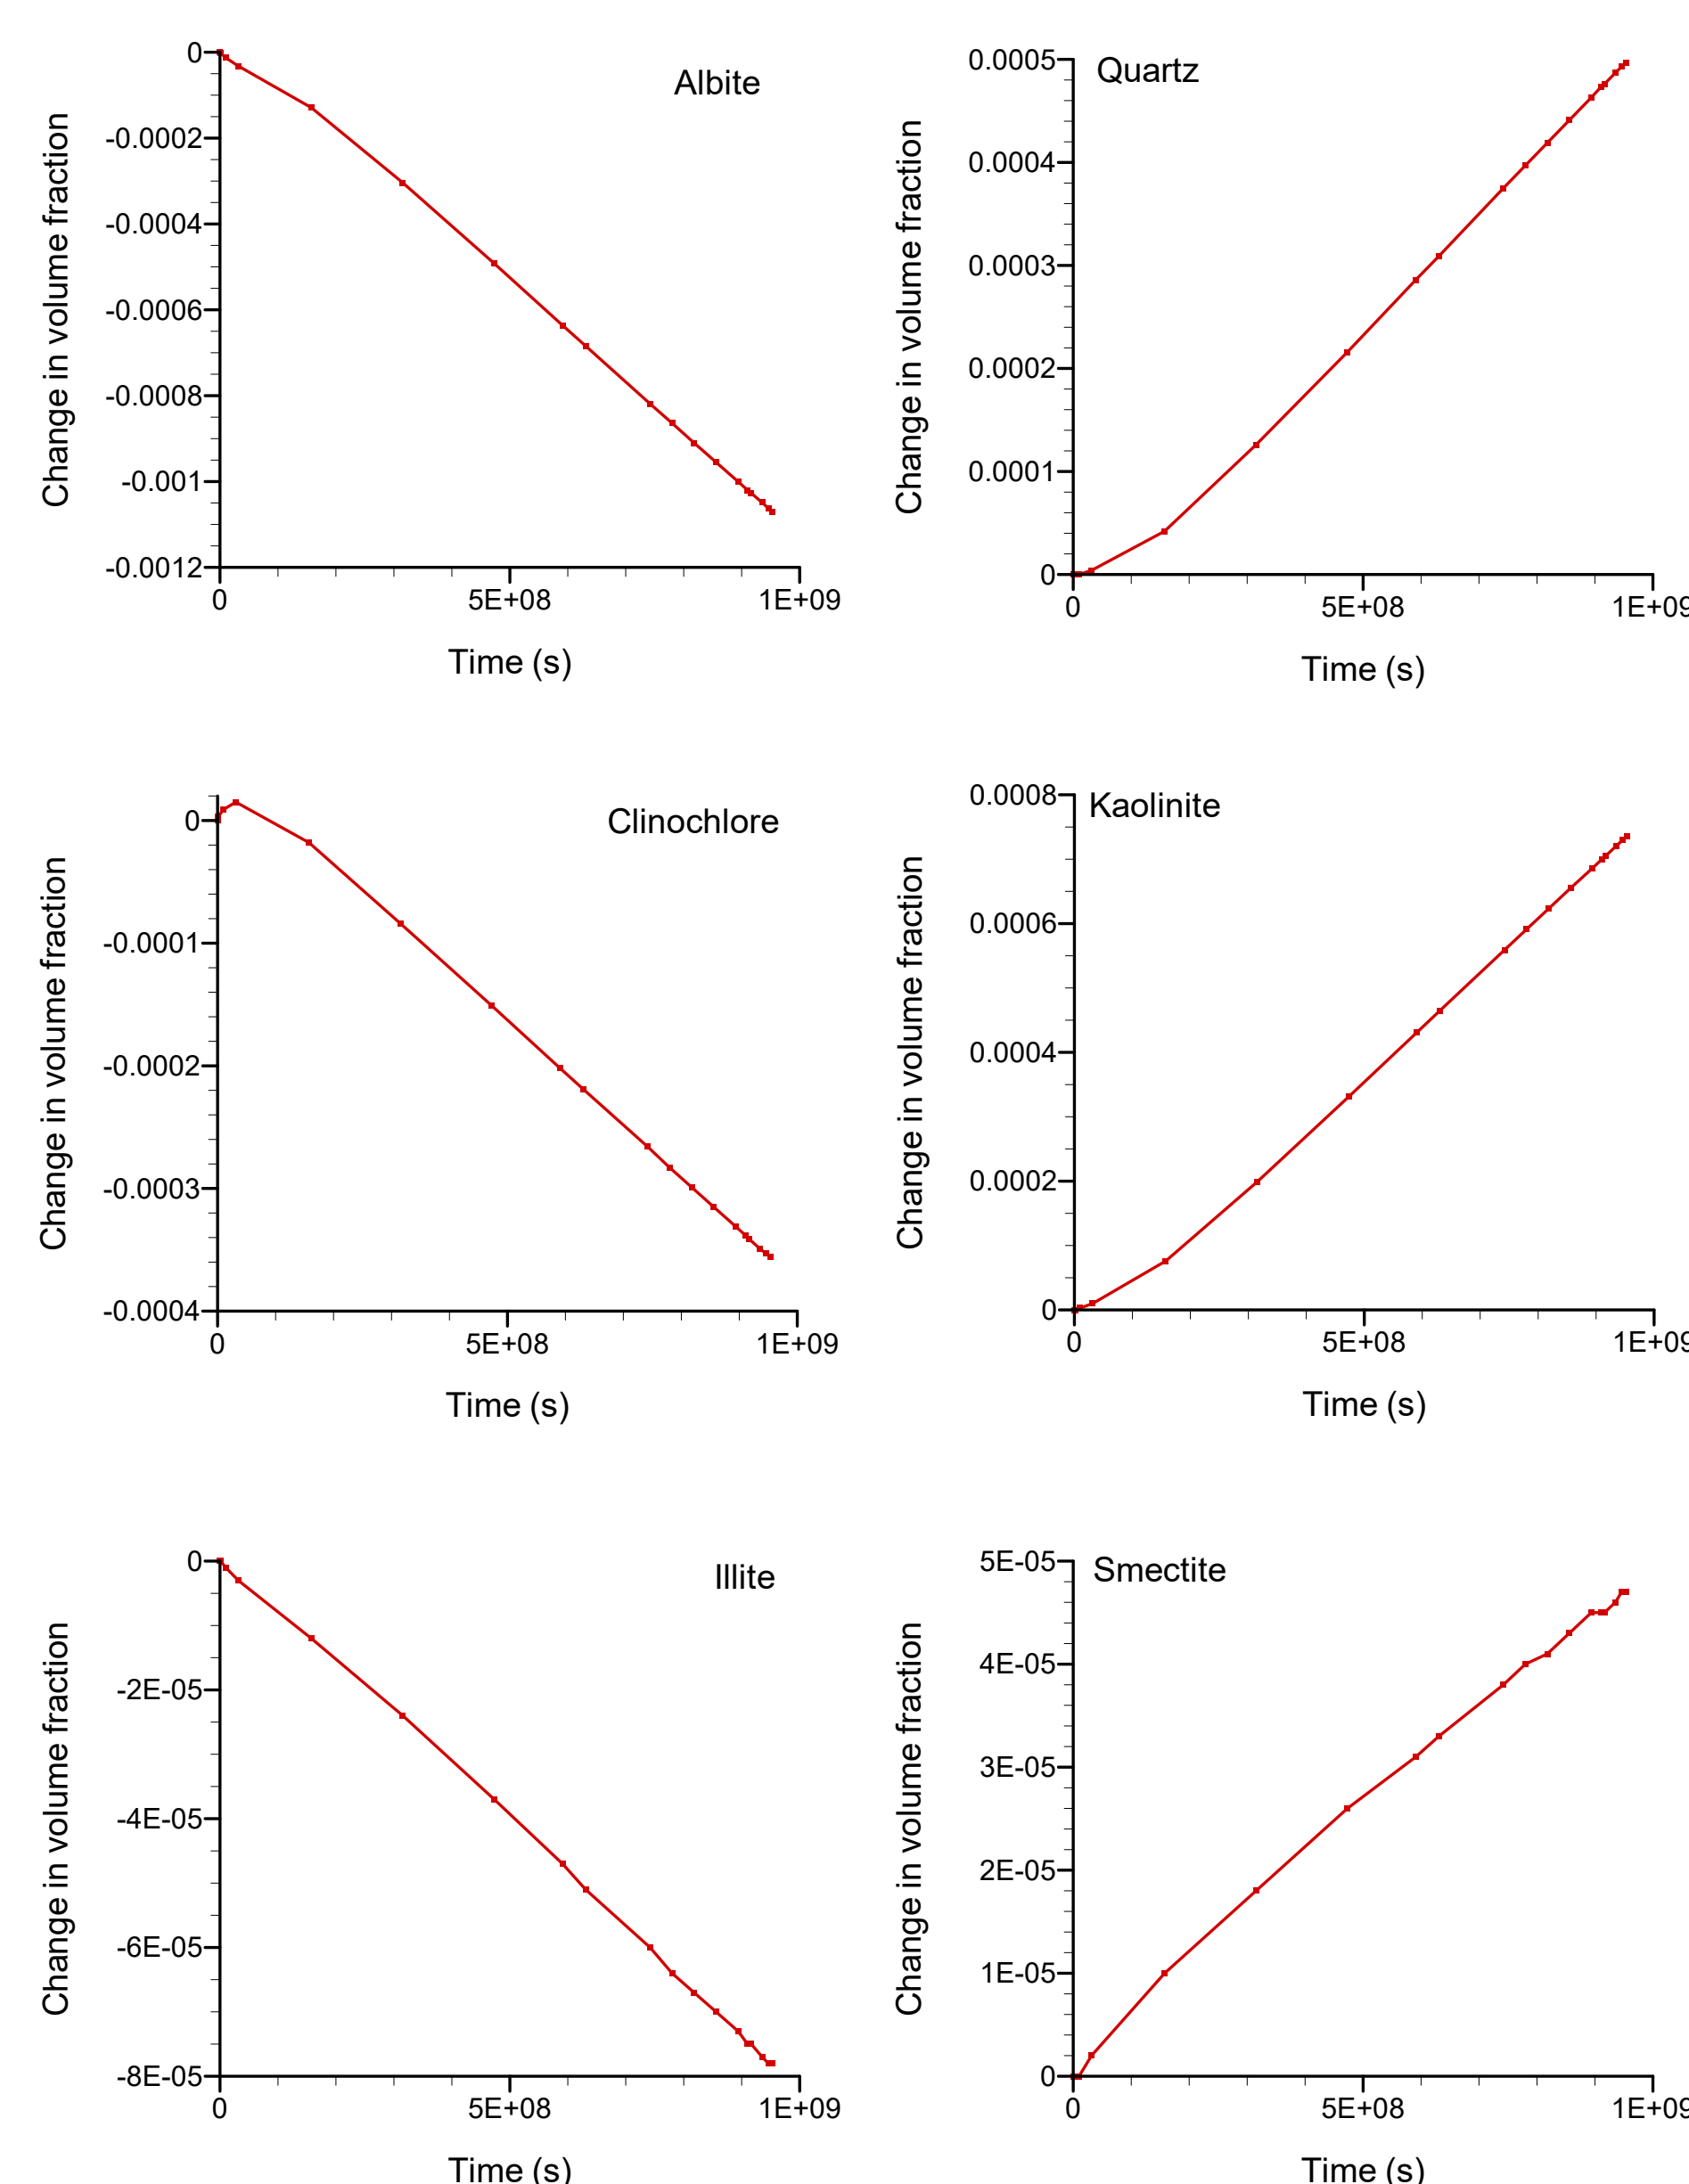 Albite
Change in volume fraction
0
-0.0002
-0.0004
-0.0006
-0.0008
-0.001
-0.0012
0 5E+08 1E+09
Time (s)
Quartz
Change in volume fraction
0.0005
0.0004
0.0003
0.0002
0.0001
0
0 5E+08 1E+09
Time (s)
Clinochlore
Change in volume fraction
0
-0.0001
-0.0002
-0.0003
-0.0004
0 5E+08 1E+09
Time (s)
Kaolinite
Change in volume fraction
0.0008
0.0006
0.0004
0.0002
0
0 5E+08 1E+09
Time (s)
Illite
Change in volume fraction
0
-2E-05
-4E-05
-6E-05
-8E-05
0 5E+08 1E+09
Time (s)
Smectite
Change in volume fraction
5E-05
4E-05
3E-05
2E-05
1E-05
0
0 5E+08 1E+09
Time (s)